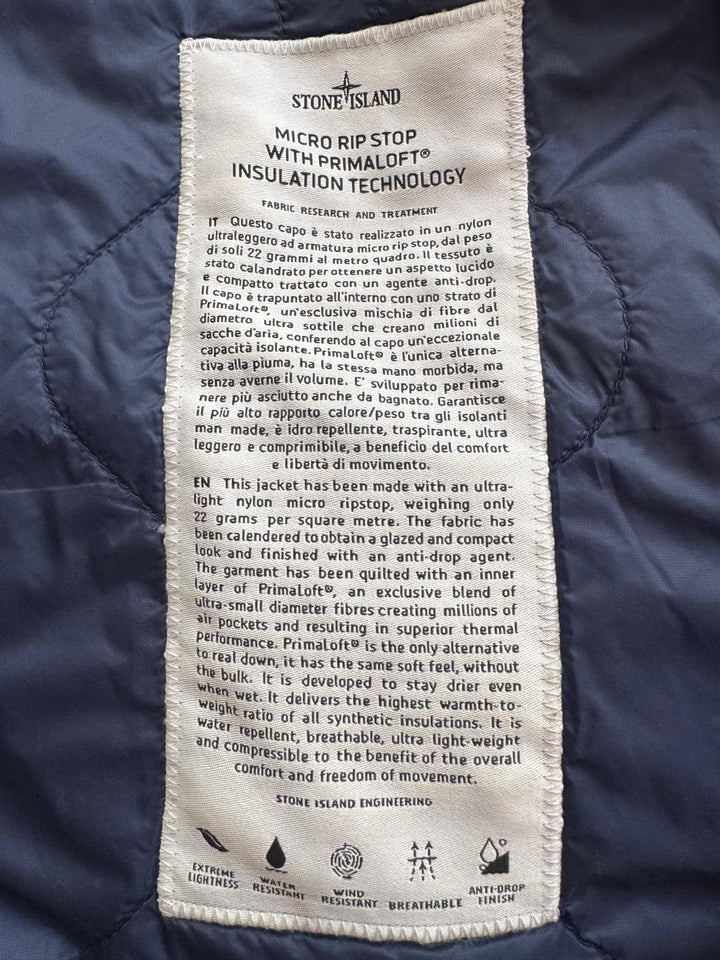 STONE ISLAND
MICRO RIP STOP
WITH PRIMALOFT®
INSULATION TECHNOLOGY
FABRIC RESEARCH AND TREATMENT
IT Questo capo è stato realizzato in un nylon
ultraleggero ad armatura micro rip stop, dal peso
di soli 22 grammi al metro quadro. Il tessuto è
stato calandrato per ottenere un aspetto lucido
e compatto trattato con un agente anti-drop.
Il capo è trapuntato all'interno con uno strato di
PrimaLoft®, un'esclusiva mischia di fibre dal
diametro ultra sottile che creano milioni di
sacche d'aria, conferendo al capo un'eccezionale
capacità isolante. PrimaLoft® è l'unica alterna-
tiva alla piuma, ha la stessa mano morbida, ma
senza averne il volume. E' sviluppato per rima-
nere più asciutto anche da bagnato. Garantisce
il più alto rapporto calore/peso tra gli isolanti
man made, è idro repellente, traspirante, ultra
leggero e comprimibile, a beneficio del comfort
e libertà di movimento.
EN This jacket has been made with an ultra-
light nylon micro ripstop, weighing only
22 grams per square metre. The fabric has
been calendered to obtain a glazed and compact
look and finished with an anti-drop agent.
The garment has been quilted with an inner
layer of PrimaLoft®, an exclusive blend of
ultra-small diameter fibres creating millions of
air pockets and resulting in superior thermal
performance. PrimaLoft® is the only alternative
to real down, it has the same soft feel, without
the bulk. It is developed to stay drier even
when wet. It delivers the highest warmth-to-
weight ratio of all synthetic insulations. It is
water repellent, breathable, ultra light-weight
and compressible to the benefit of the overall
comfort and freedom of movement.
STONE ISLAND ENGINEERING
EXTREME
LIGHTNESS
WATER
RESISTANT
WIND
RESISTANT
BREATHABLE
ANTI-DROP
FINISH